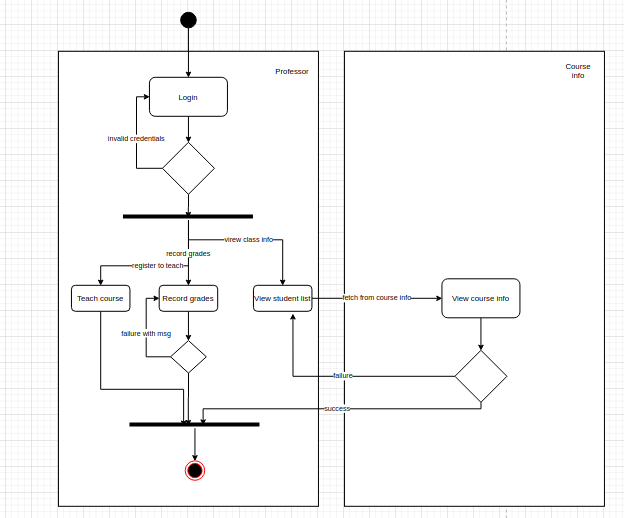 Professor
Course
info
Login
invalid credentials
virew class info
record grades
register to teach
Teach course
Record grades
View student list
fetch from course info
View course info
failure with msg
failure
success